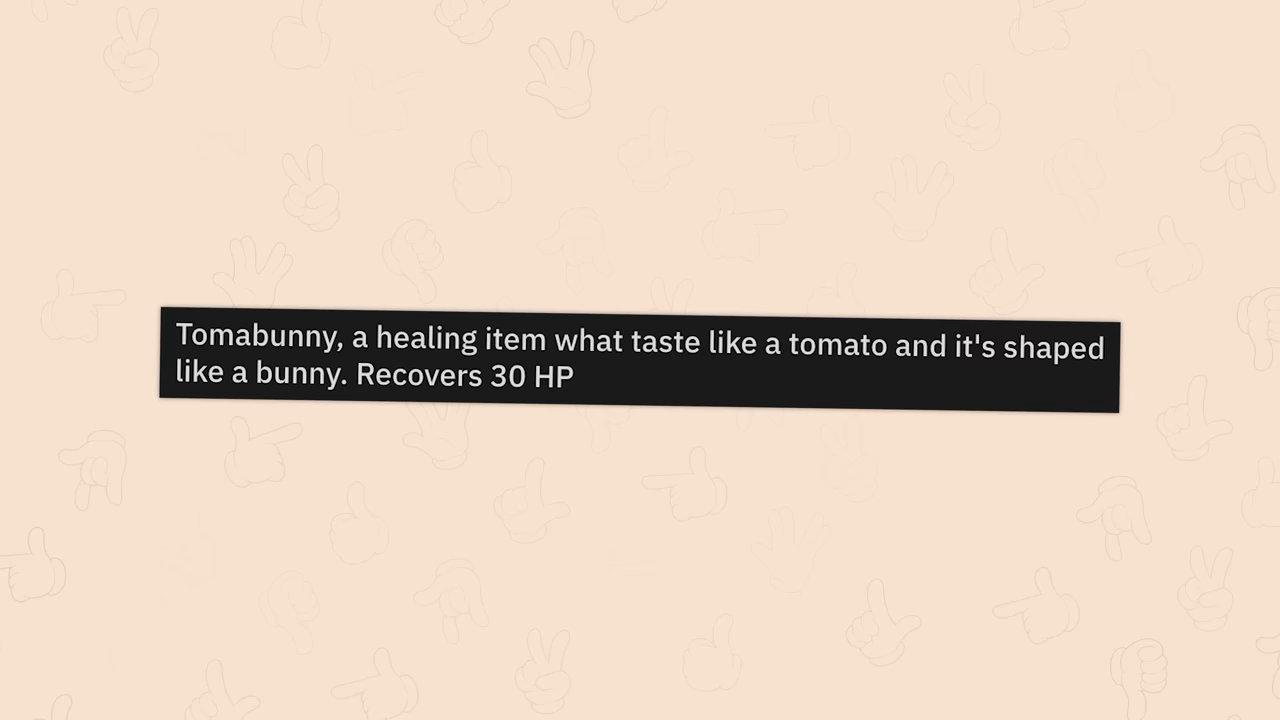 Tomabunny, a healing item what taste like a tomato and it's shaped
like a bunny. Recovers 30 HP